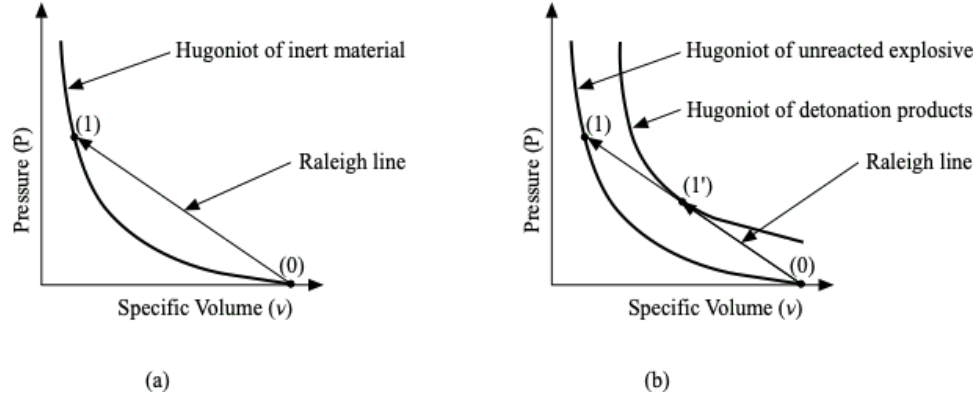 Pressure (P)
Hugoniot of inert material
(1)
Raleigh line
(0)
Specific Volume (v)
(a)
Pressure (P)
Hugoniot of unreacted explosive
Hugoniot of detonation products
(1)
Raleigh line
(1')
(0)
Specific Volume (v)
(b)